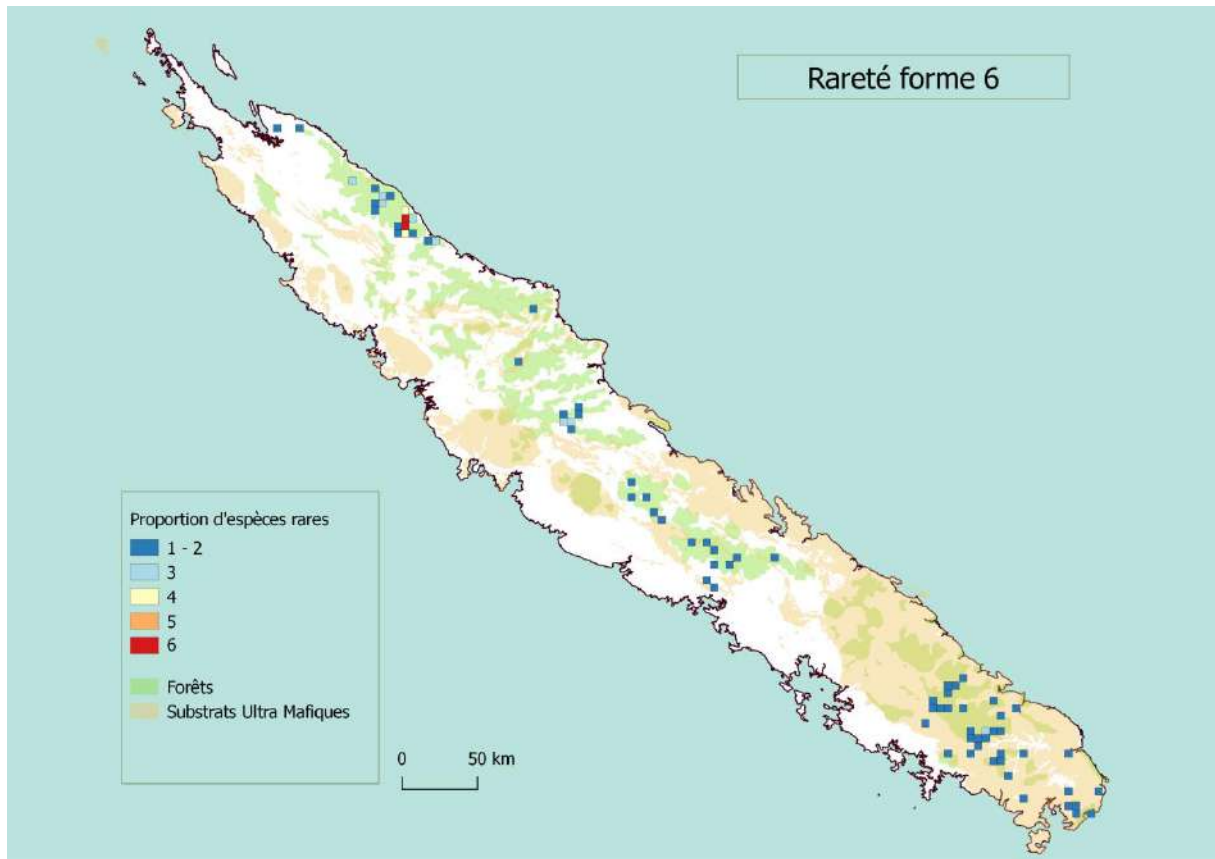 Rareté forme 6
Proportion d'espèces rares
1 - 2
3
4
5
6
Forêts
Substrats Ultra Mafiques
0 50 km